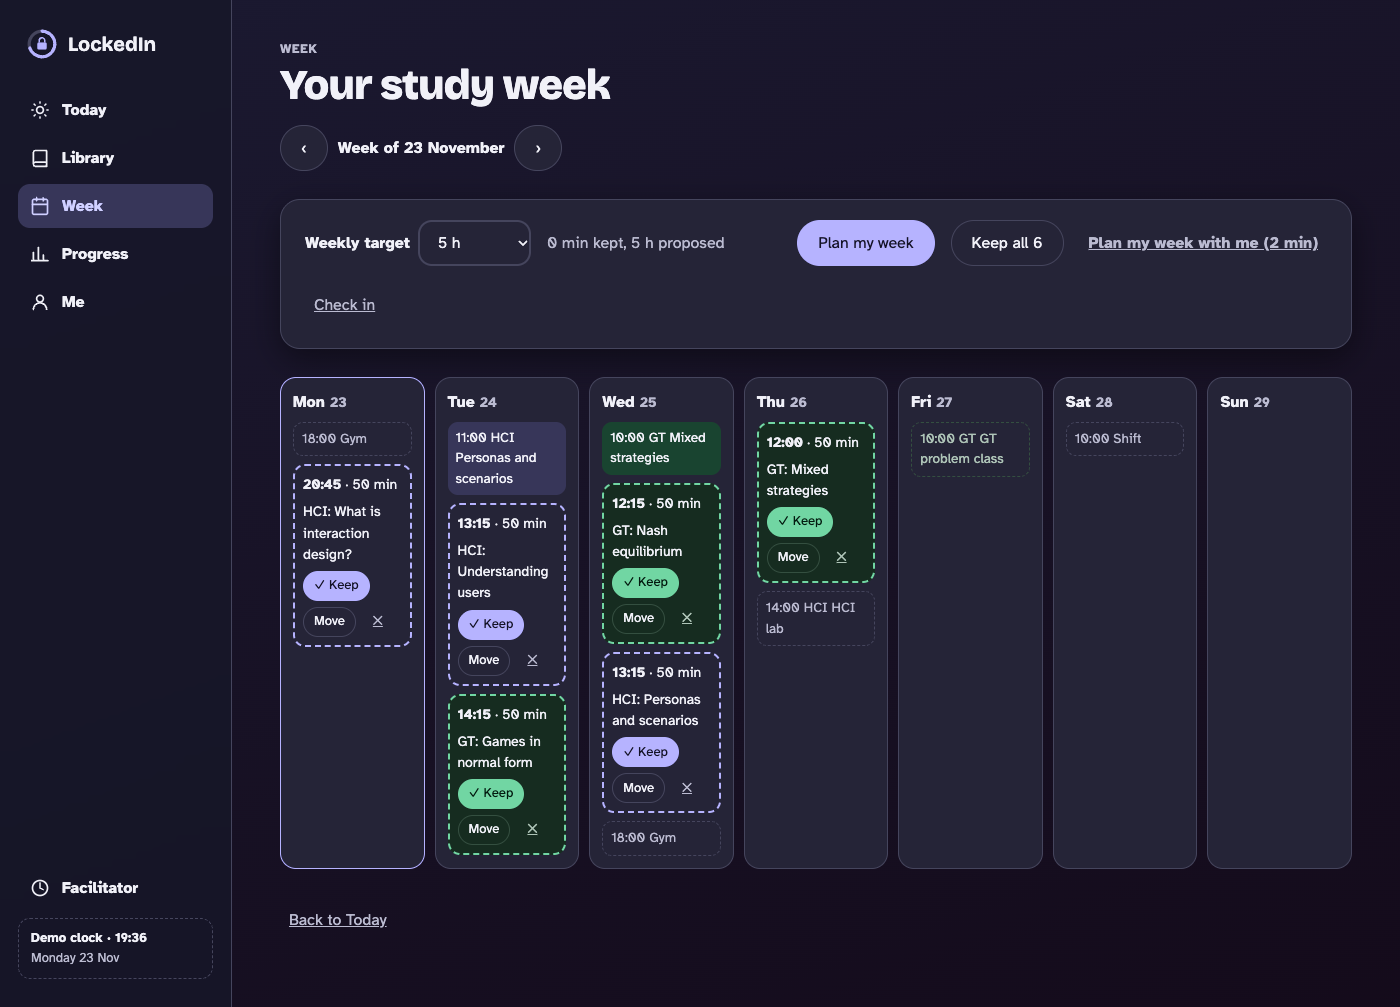 LockedIn
Today
Library
Week
Progress
Me
Facilitator
Demo clock · 19:36
Monday 23 Nov
WEEK
Your study week
‹ Week of 23 November ›
Weekly target 5 h 0 min kept, 5 h proposed Plan my week Keep all 6 Plan my week with me (2 min)
Check in
Mon 23
18:00 Gym
20:45 · 50 min
HCI: What is
interaction
design?
✓ Keep
Move ×
Tue 24
11:00 HCI
Personas and
scenarios
13:15 · 50 min
HCI:
Understanding
users
✓ Keep
Move ×
14:15 · 50 min
GT: Games in
normal form
✓ Keep
Move ×
Wed 25
10:00 GT Mixed
strategies
12:15 · 50 min
GT: Nash
equilibrium
✓ Keep
Move ×
13:15 · 50 min
HCI: Personas
and scenarios
✓ Keep
Move ×
18:00 Gym
Thu 26
12:00 · 50 min
GT: Mixed
strategies
✓ Keep
Move ×
14:00 HCI HCI
lab
Fri 27
10:00 GT GT
problem class
Sat 28
10:00 Shift
Sun 29
Back to Today